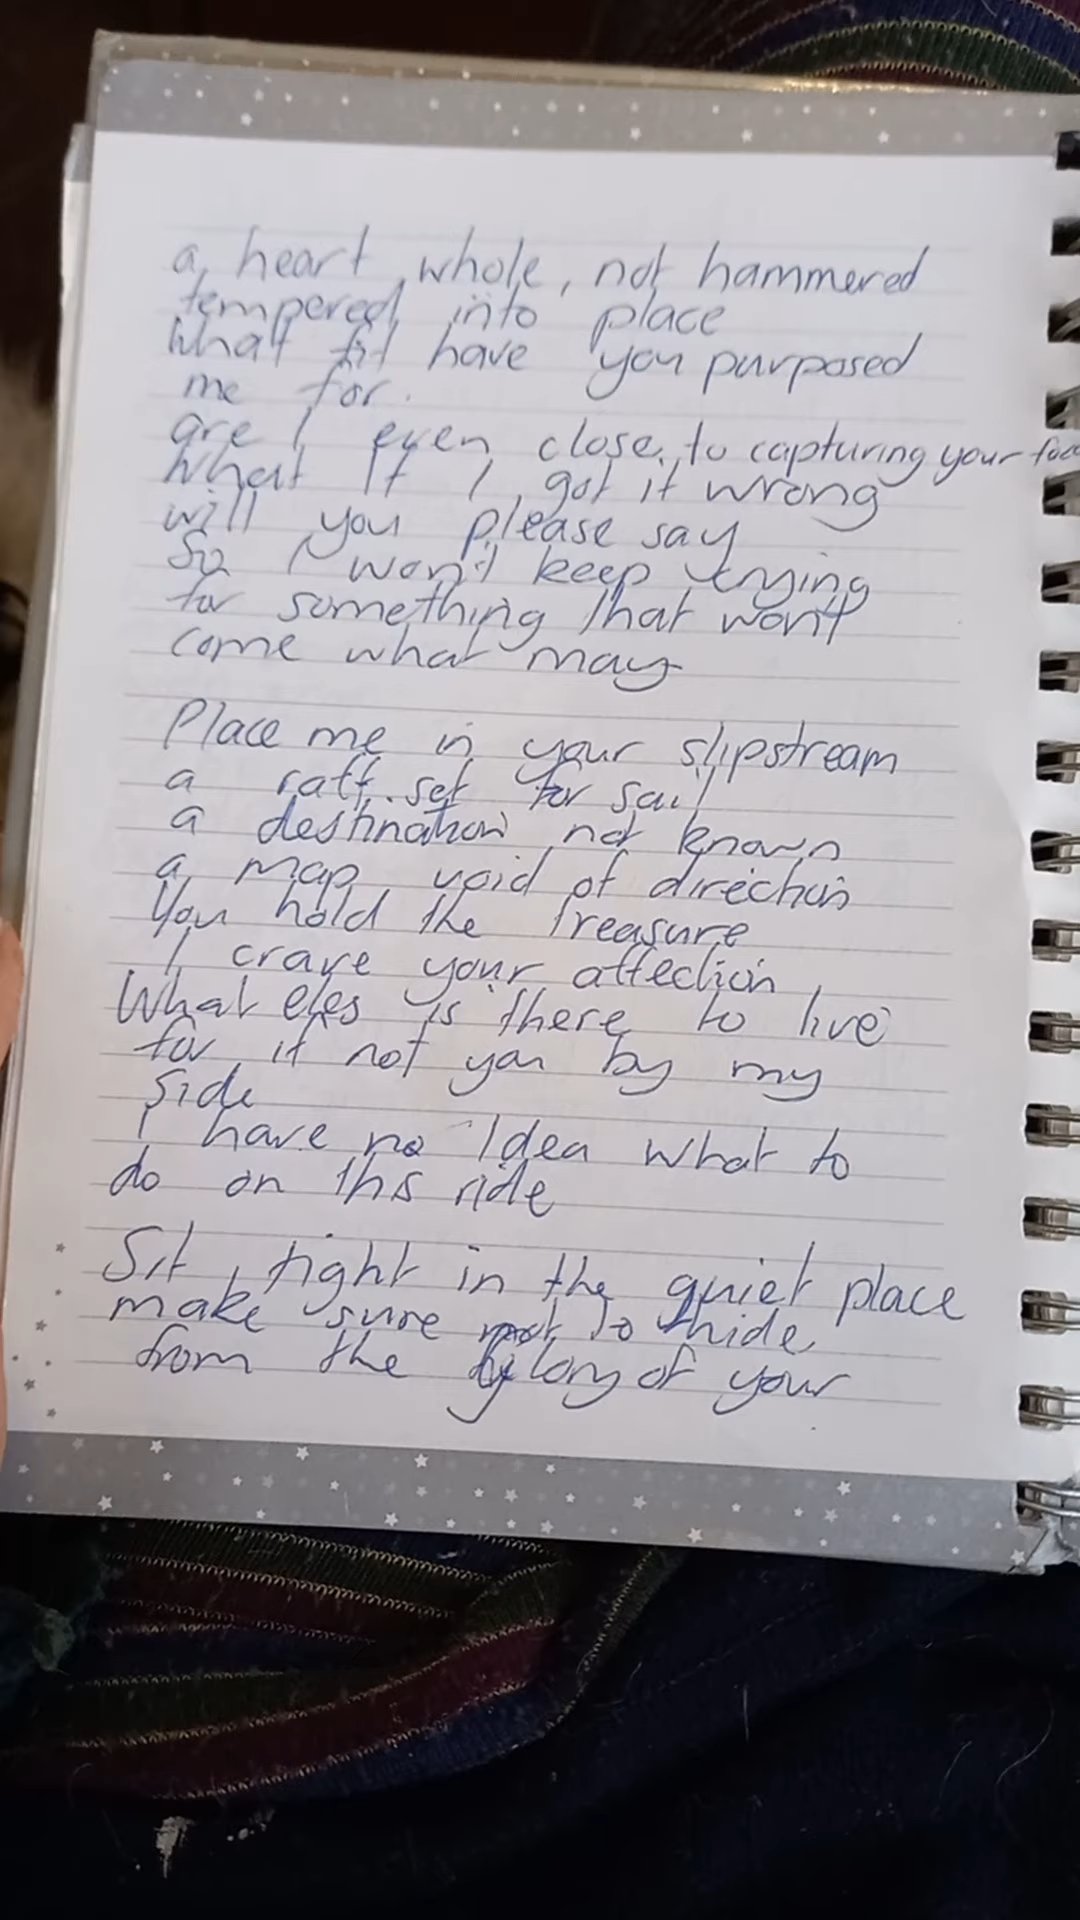 a heart whole, not hammered
tempered into place
What fit have you purposed
me for.
are I even close to capturing your
What if I got it wrong
will you please say
So I won't keep trying
for something that won't
come what may
Place me in your slipstream
a raft set for sail
a destination not known
a map void of direction
You hold the treasure
I crave your affection
What eles is there to live
for if not you by my
side
I have no Idea what to
do on this ride
Sit tight in the quiet place
make sure not to hide
from the glory of your